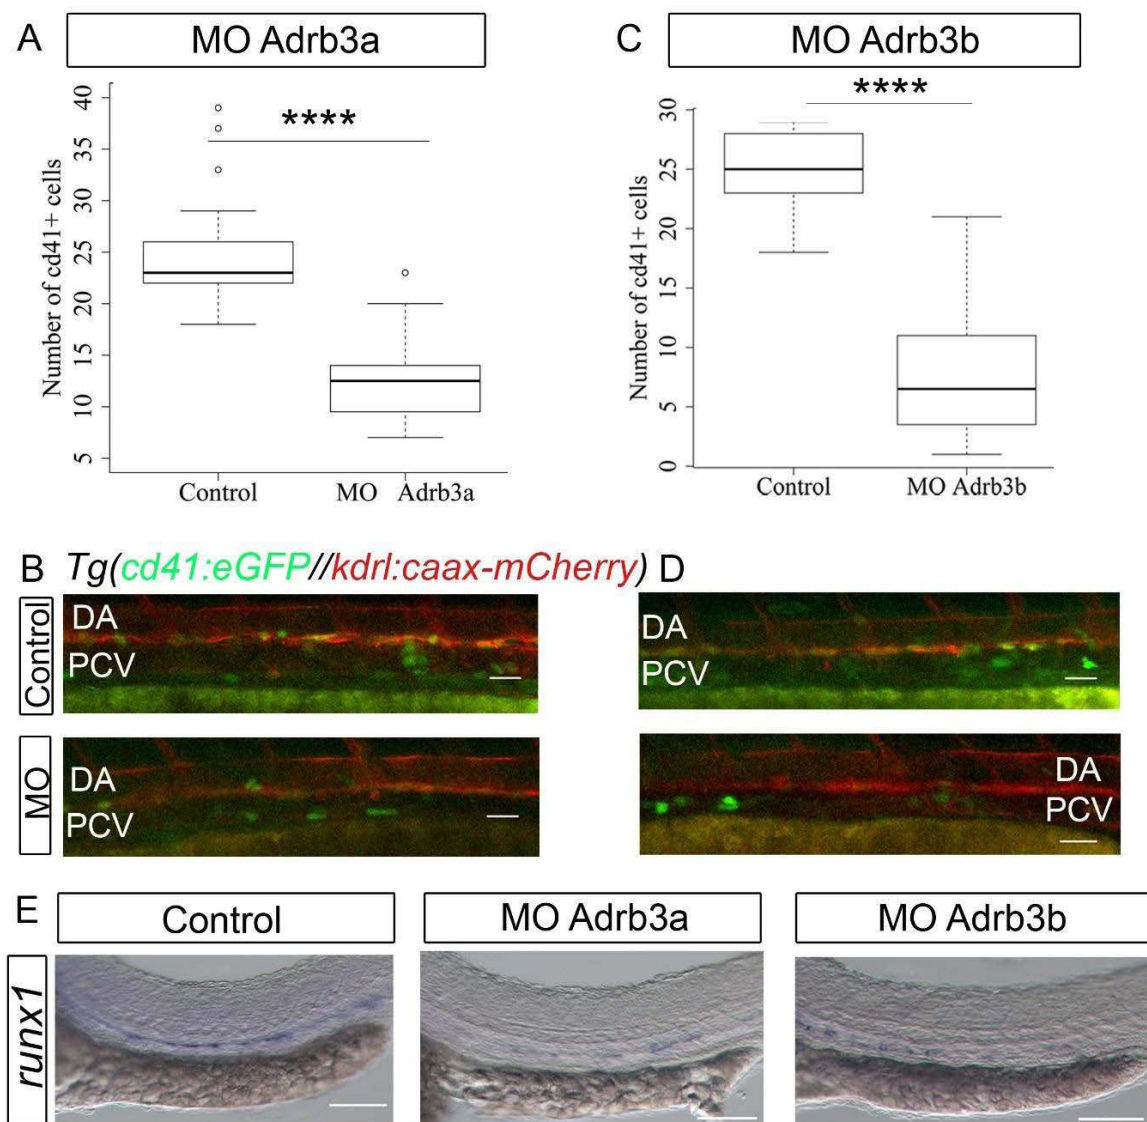 A
MO Adrb3a
****
Number of cd41+ cells
40
35
30
25
20
15
10
5
Control
MO Adrb3a
C
MO Adrb3b
****
Number of cd41+ cells
30
25
20
15
10
5
0
Control
MO Adrb3b
B Tg(cd41:eGFP//kdrl:caax-mCherry) D
Control
DA
PCV
DA
PCV
MO
DA
PCV
DA
PCV
E
Control
MO Adrb3a
MO Adrb3b
runx1